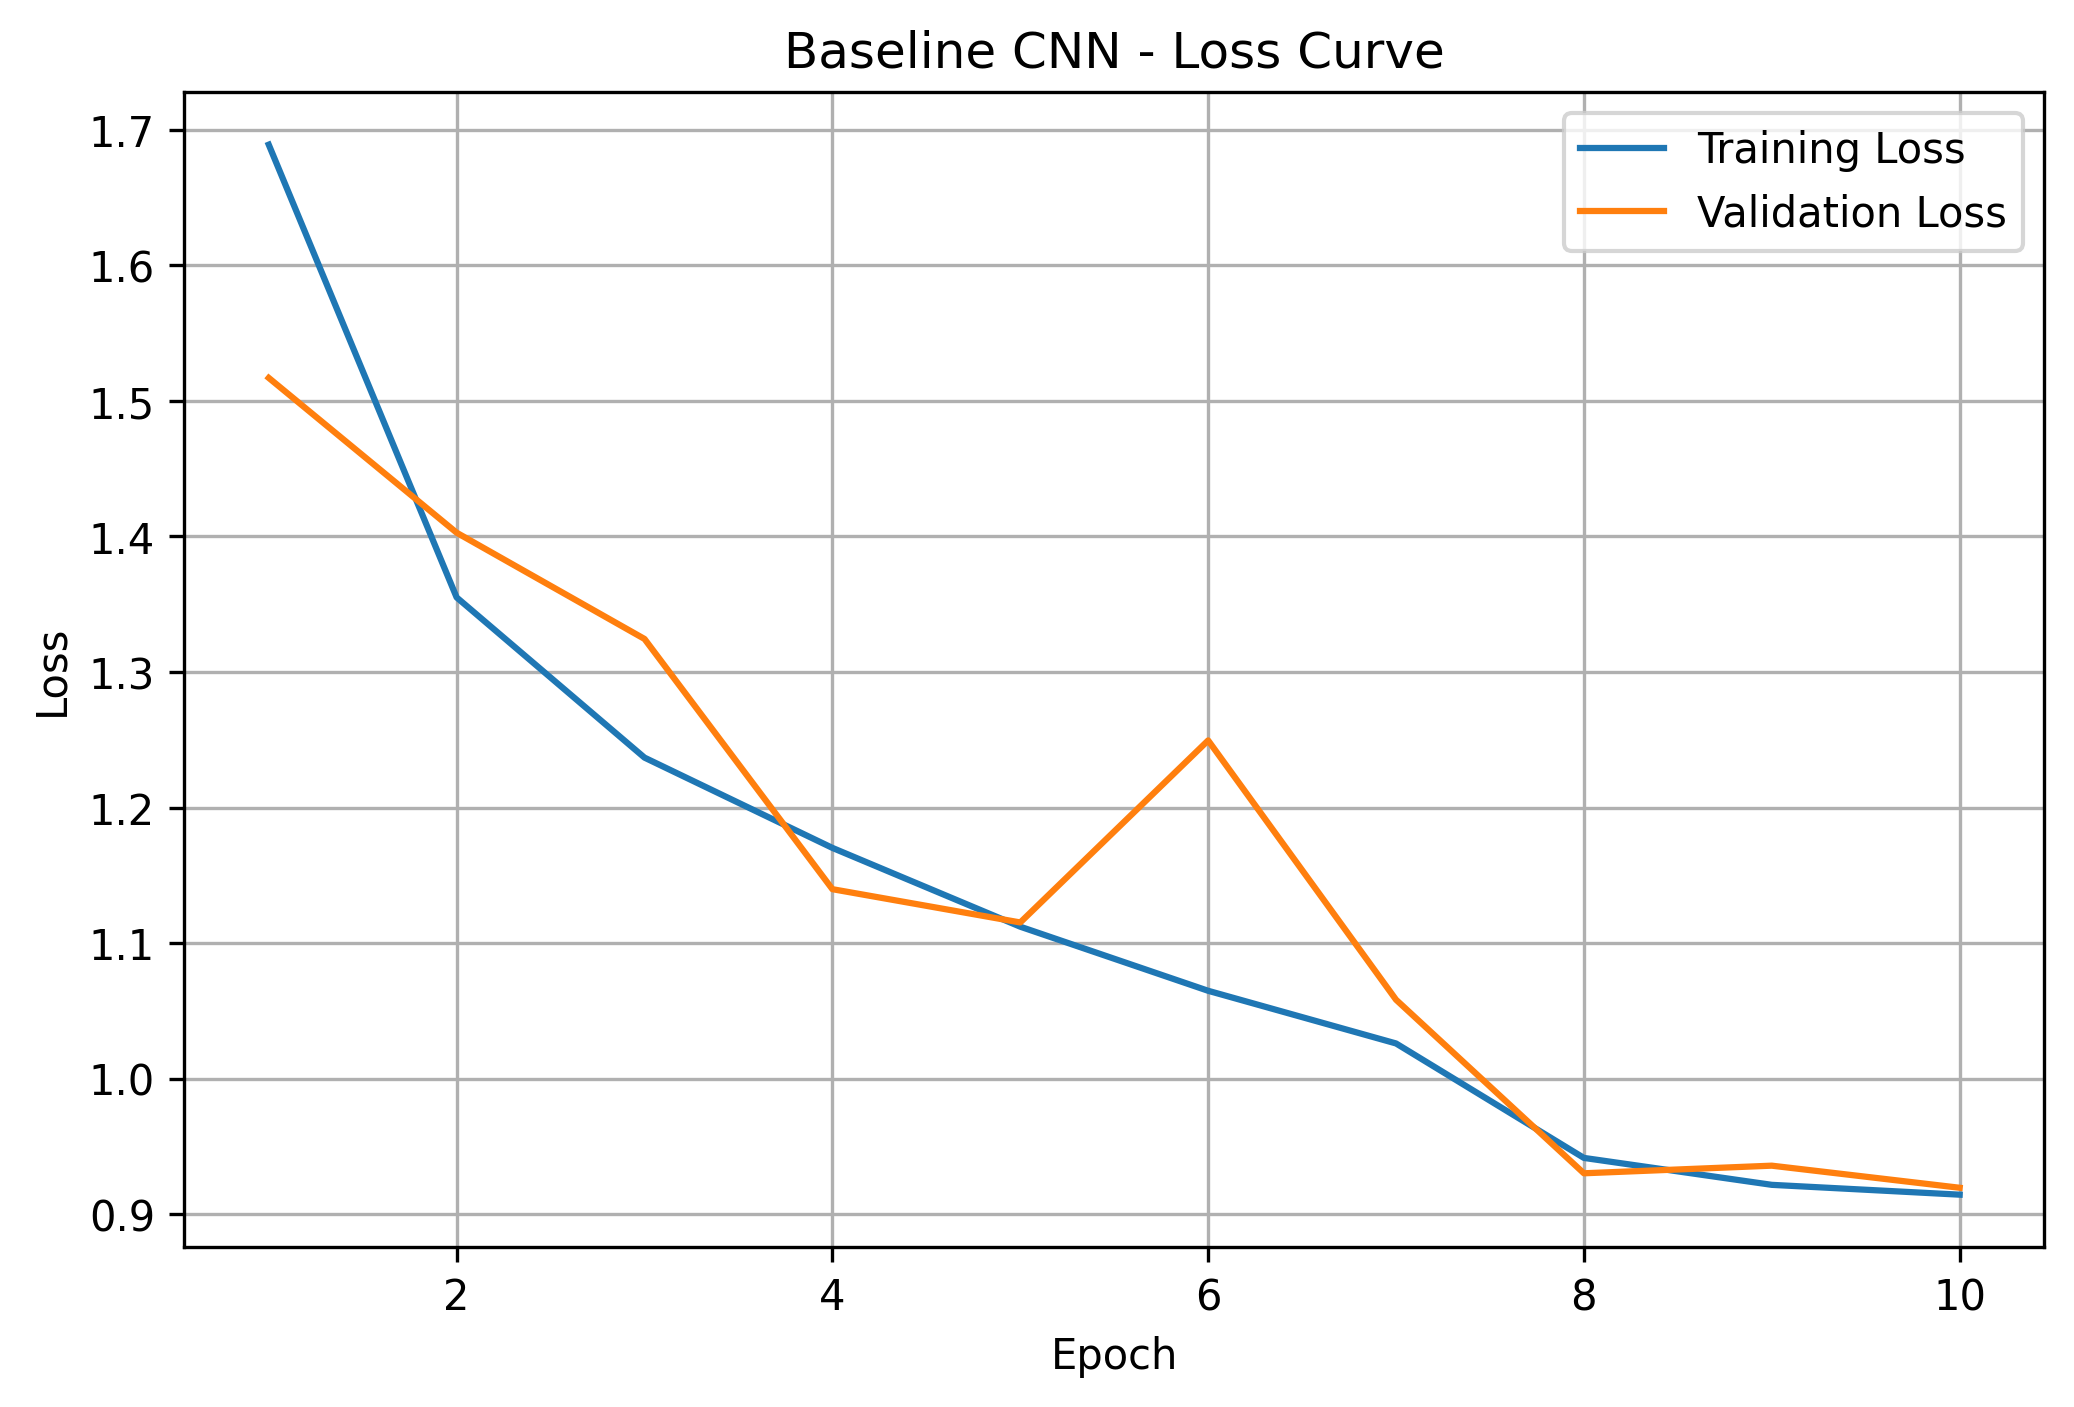 Baseline CNN - Loss Curve
Training Loss
Validation Loss
1.7
1.6
1.5
1.4
1.3
1.2
1.1
1.0
0.9
Loss
2 4 6 8 10
Epoch